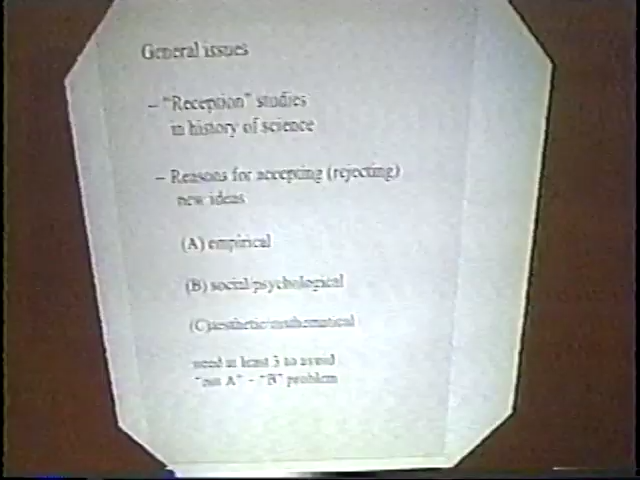 General issues
– "Reception" studies
in history of science
– Reasons for accepting (rejecting)
new ideas
(A) empirical
(B) social/psychological
(C) aesthetic/mathematical
need at least 3 to avoid
"not A" - "B" problem